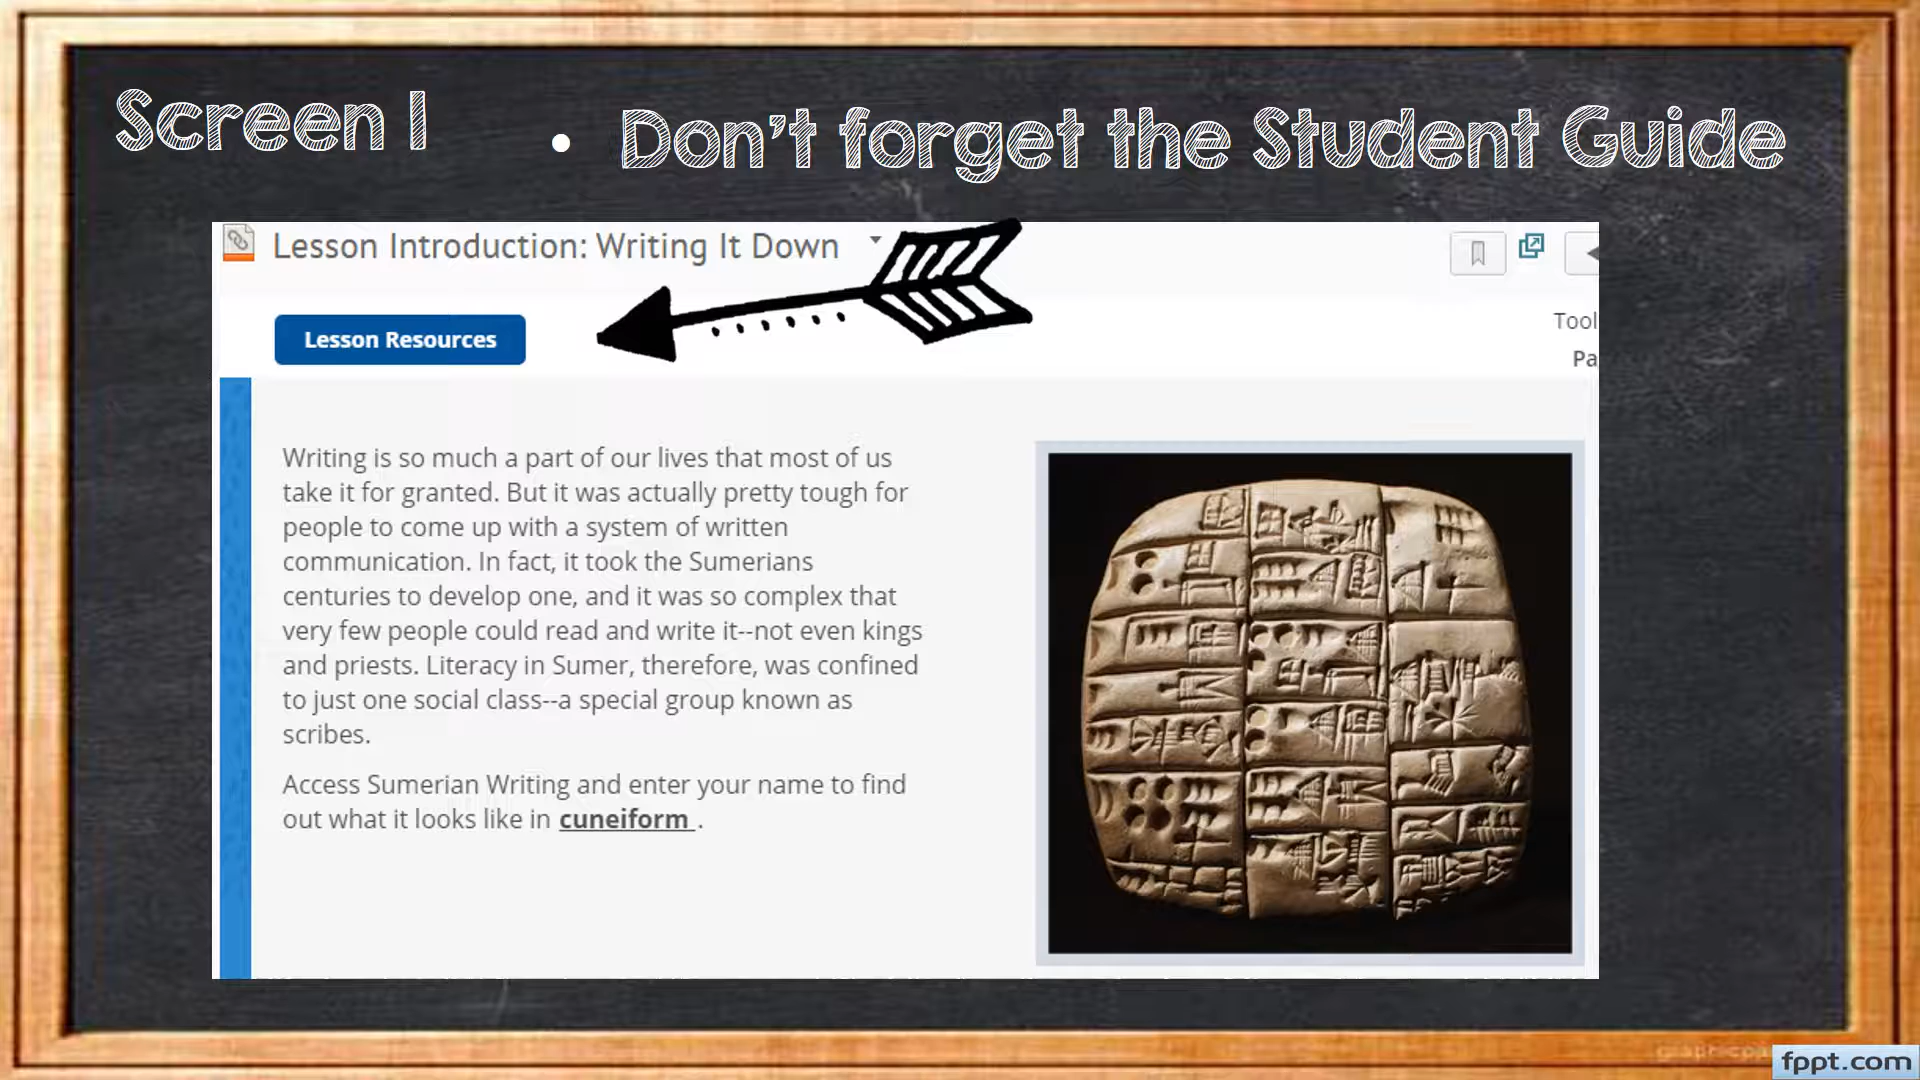 Screen 1
• Don't forget the Student Guide
Lesson Introduction: Writing It Down
Lesson Resources
Tool
Pa
Writing is so much a part of our lives that most of us
take it for granted. But it was actually pretty tough for
people to come up with a system of written
communication. In fact, it took the Sumerians
centuries to develop one, and it was so complex that
very few people could read and write it--not even kings
and priests. Literacy in Sumer, therefore, was confined
to just one social class--a special group known as
scribes.
Access Sumerian Writing and enter your name to find
out what it looks like in cuneiform .
fppt.com